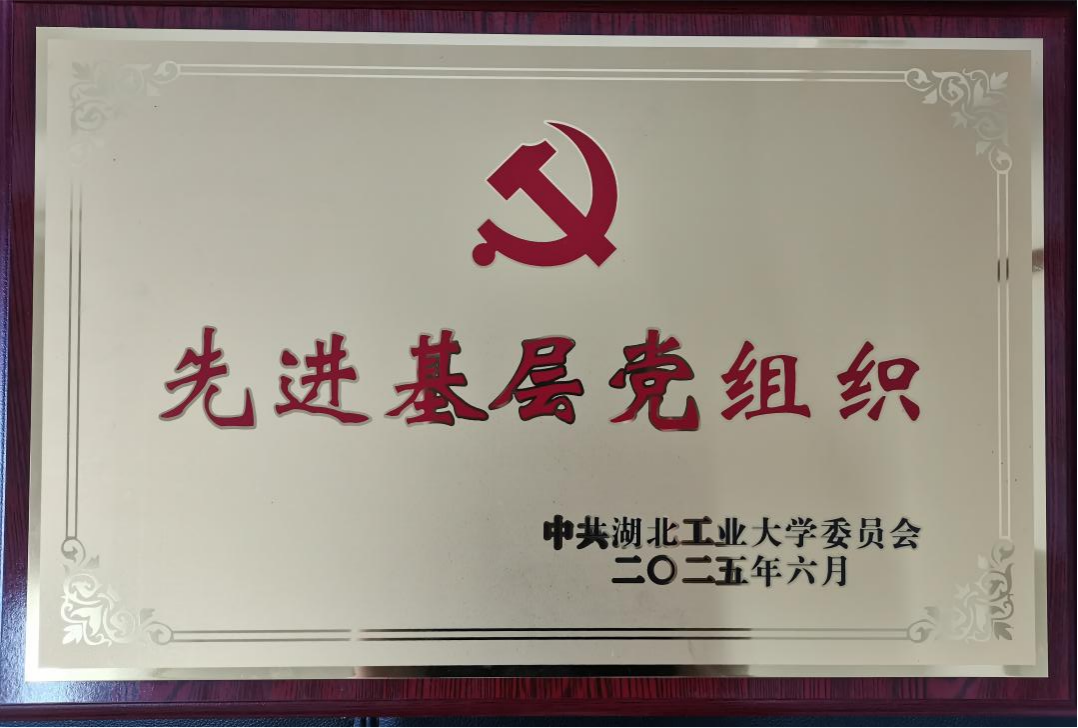 先进基层党组织
中共湖北工业大学委员会
二〇二五年六月